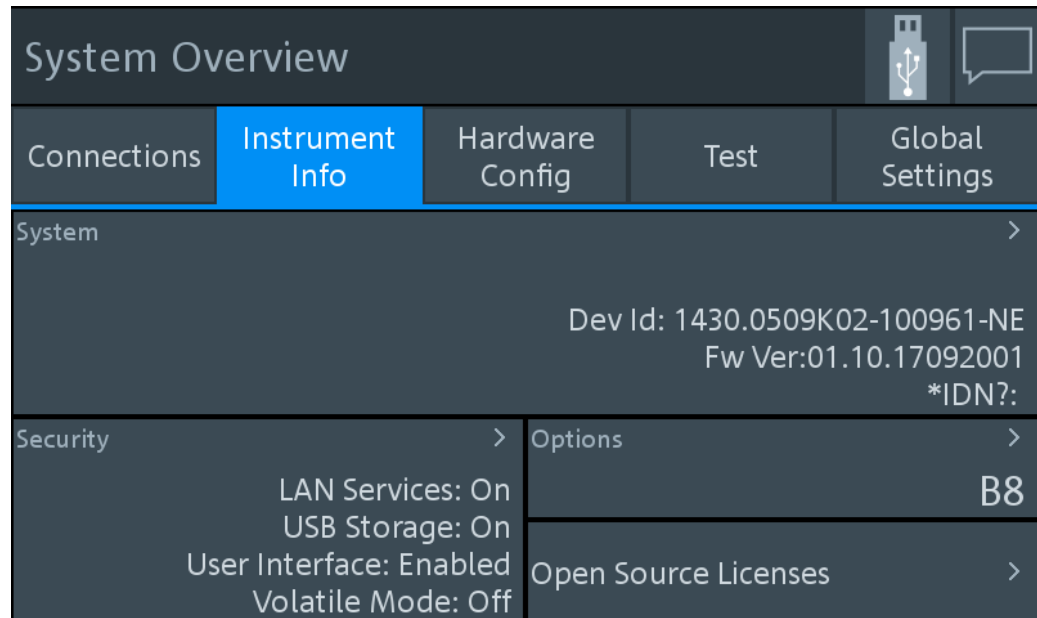 System Overview
Connections
Instrument
Info
Hardware
Config
Test
Global
Settings
System
Dev Id: 1430.0509K02-100961-NE
Fw Ver:01.10.17092001
*IDN?:
Security
LAN Services: On
USB Storage: On
User Interface: Enabled
Volatile Mode: Off
Options
B8
Open Source Licenses